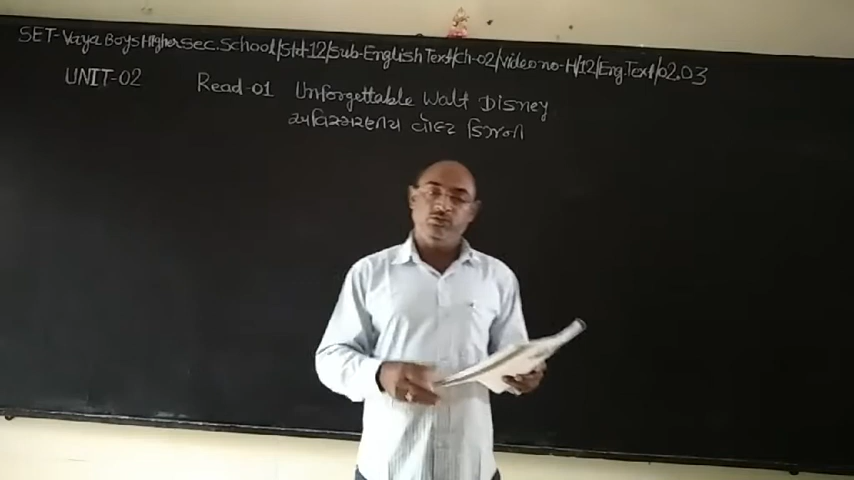 SET-Vaya Boys Higher Sec. School/Std-12/Sub-English Text/ch-02/video no-H/12/Eng.Text/02.03
UNIT-02 Read-01 Unforgettable Walt Disney
અવિસ્મરણીય વોલ્ટ ડિઝની